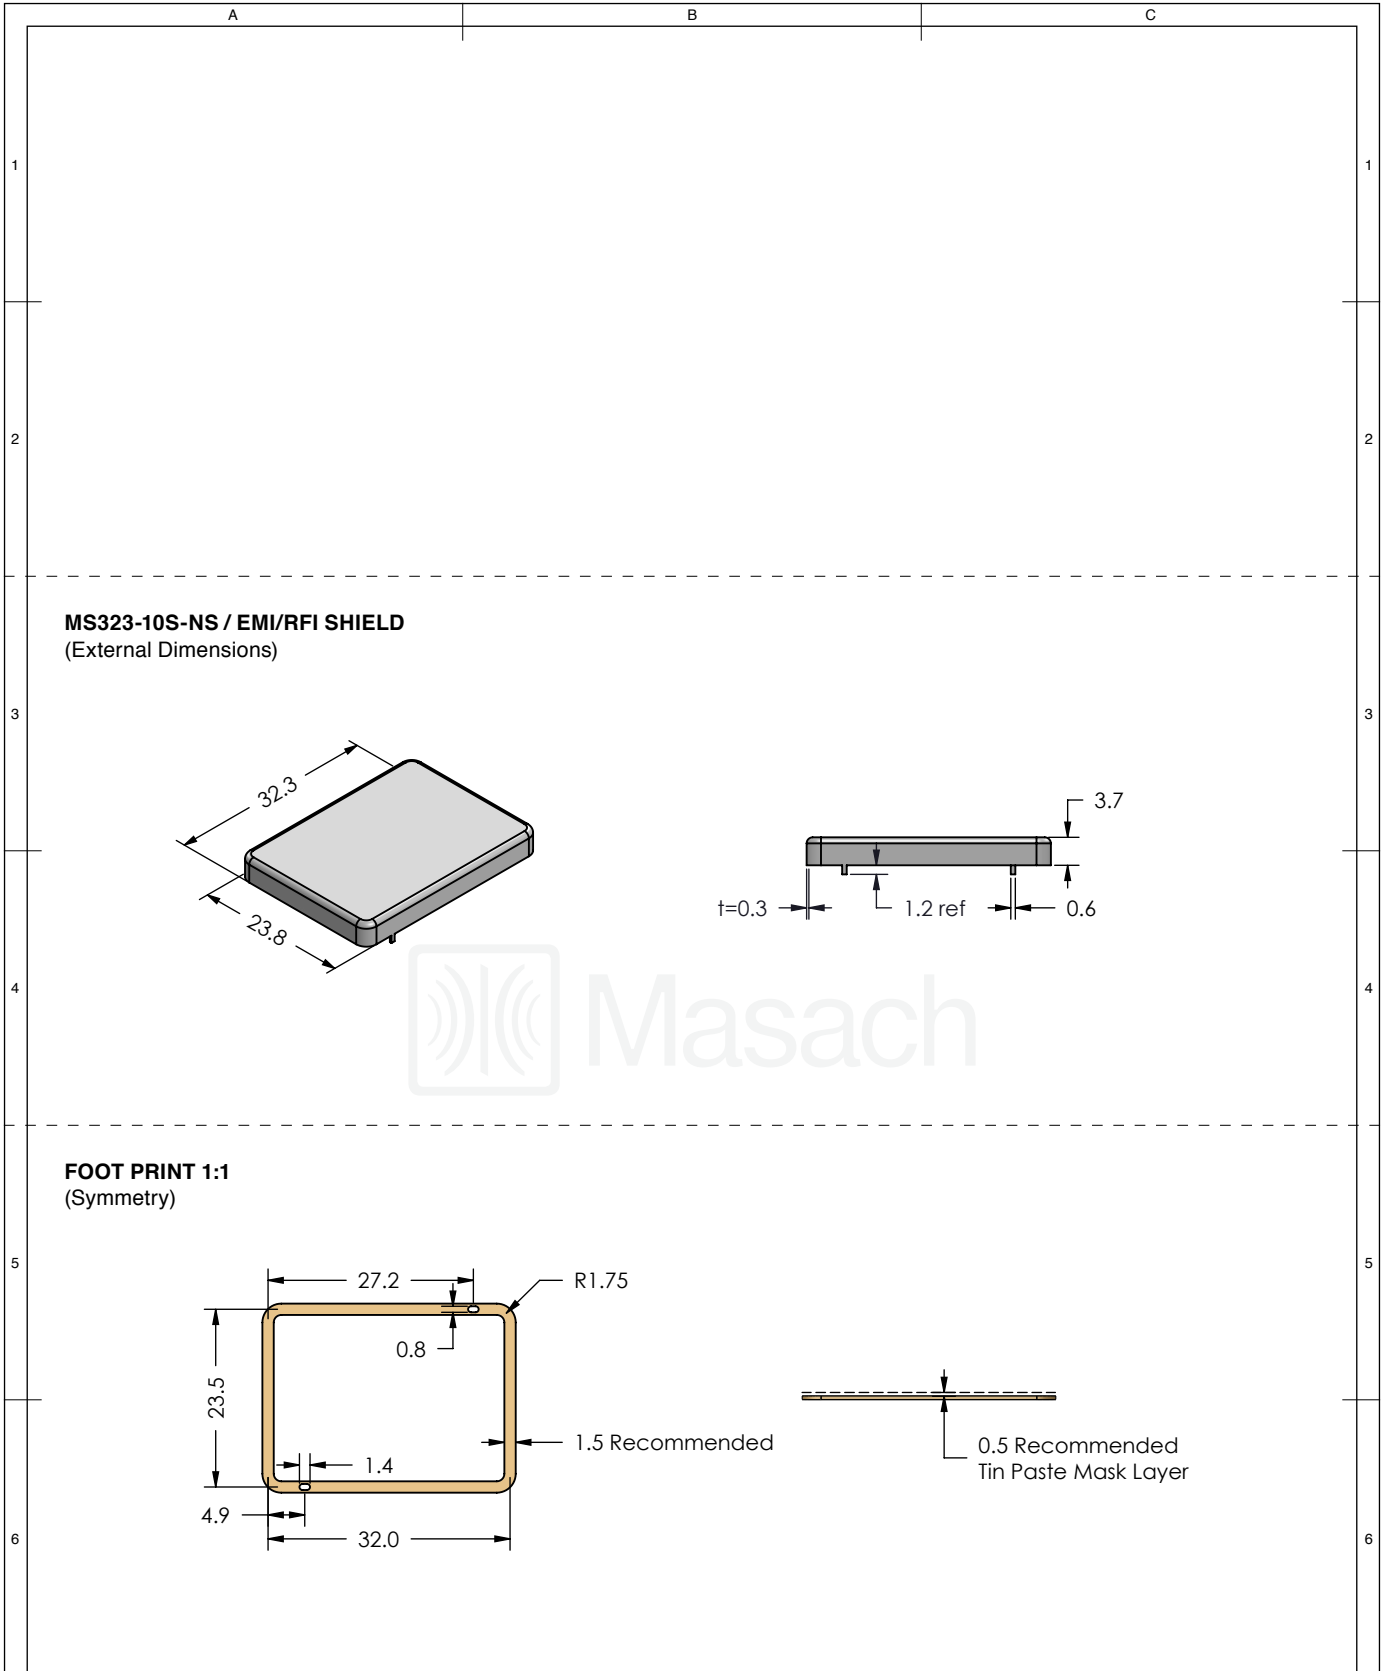 A B C
1 1
2 2
MS323-10S-NS / EMI/RFI SHIELD
(External Dimensions)
3 3
32.3
23.8
3.7
t=0.3
1.2 ref
0.6
4 4
Masach
FOOT PRINT 1:1
(Symmetry)
5 5
27.2
R1.75
0.8
23.5
1.5 Recommended
1.4
4.9
32.0
0.5 Recommended
Tin Paste Mask Layer
6 6